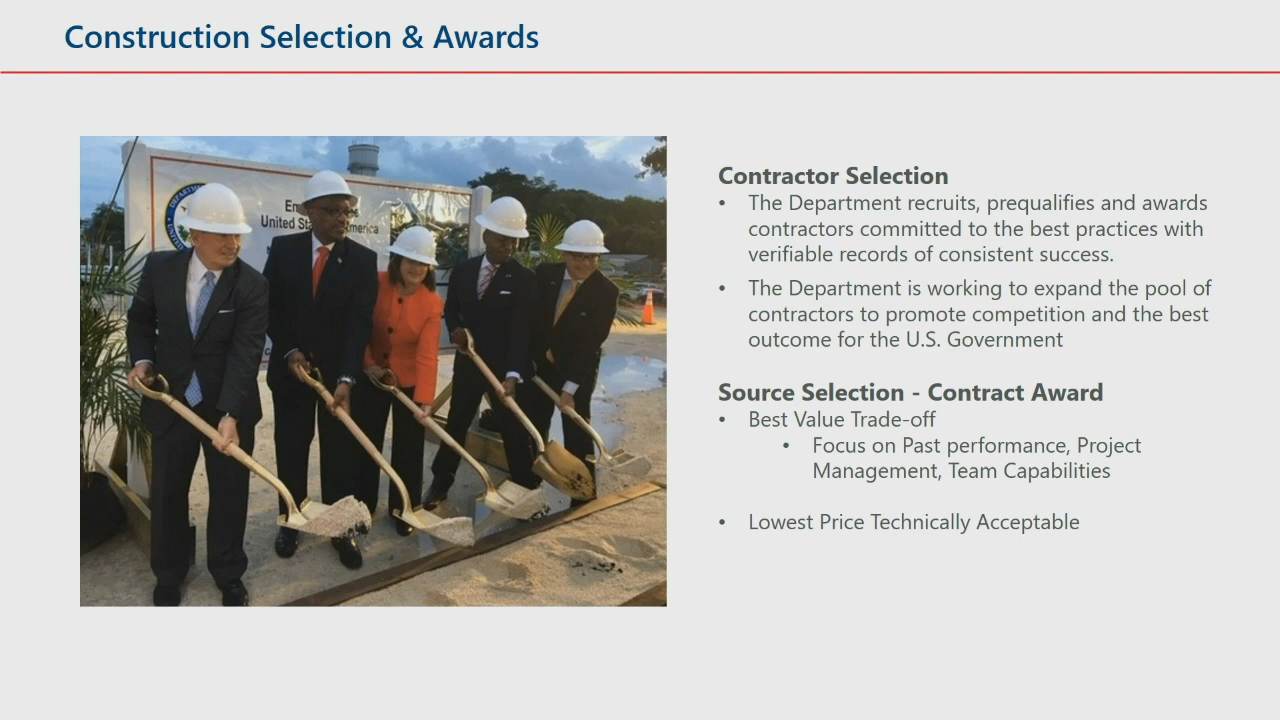 Construction Selection & Awards
United
Contractor Selection
• The Department recruits, prequalifies and awards
contractors committed to the best practices with
verifiable records of consistent success.
• The Department is working to expand the pool of
contractors to promote competition and the best
outcome for the U.S. Government
Source Selection - Contract Award
• Best Value Trade-off
• Focus on Past performance, Project
Management, Team Capabilities
• Lowest Price Technically Acceptable